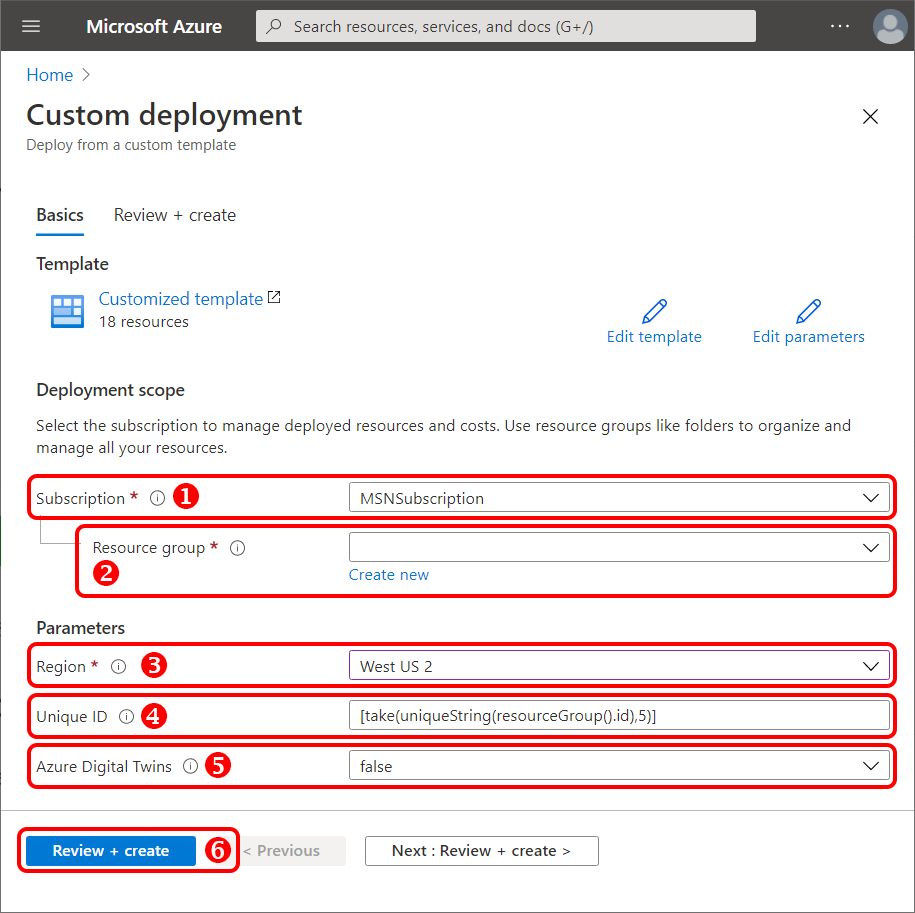 Microsoft Azure
Search resources, services, and docs (G+/)
...
Home >
Custom deployment
Deploy from a custom template
Basics
Review + create
Template
Customized template
18 resources
Edit template
Edit parameters
Deployment scope
Select the subscription to manage deployed resources and costs. Use resource groups like folders to organize and
manage all your resources.
Subscription * 1 MSNSubscription
Resource group *
2
Create new
Parameters
Region * 3 West US 2
Unique ID 4 [take(uniqueString(resourceGroup().id),5)]
Azure Digital Twins 5 false
Review + create 6 < Previous Next : Review + create >